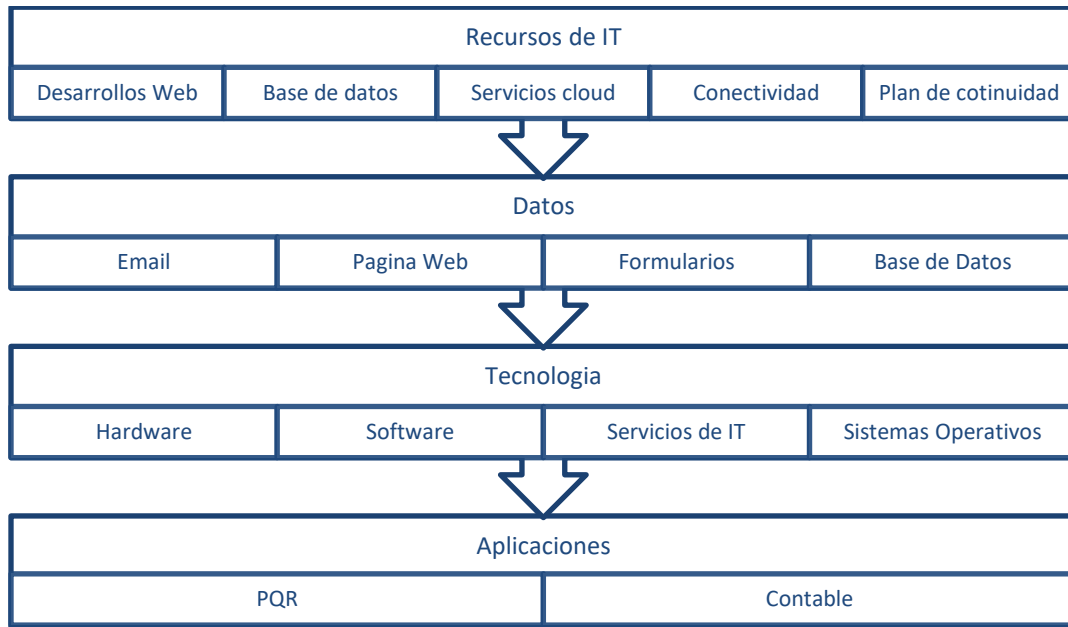 Recursos de IT
Desarrollos Web Base de datos Servicios cloud Conectividad Plan de cotinuidad
Datos
Email Pagina Web Formularios Base de Datos
Tecnologia
Hardware Software Servicios de IT Sistemas Operativos
Aplicaciones
PQR Contable